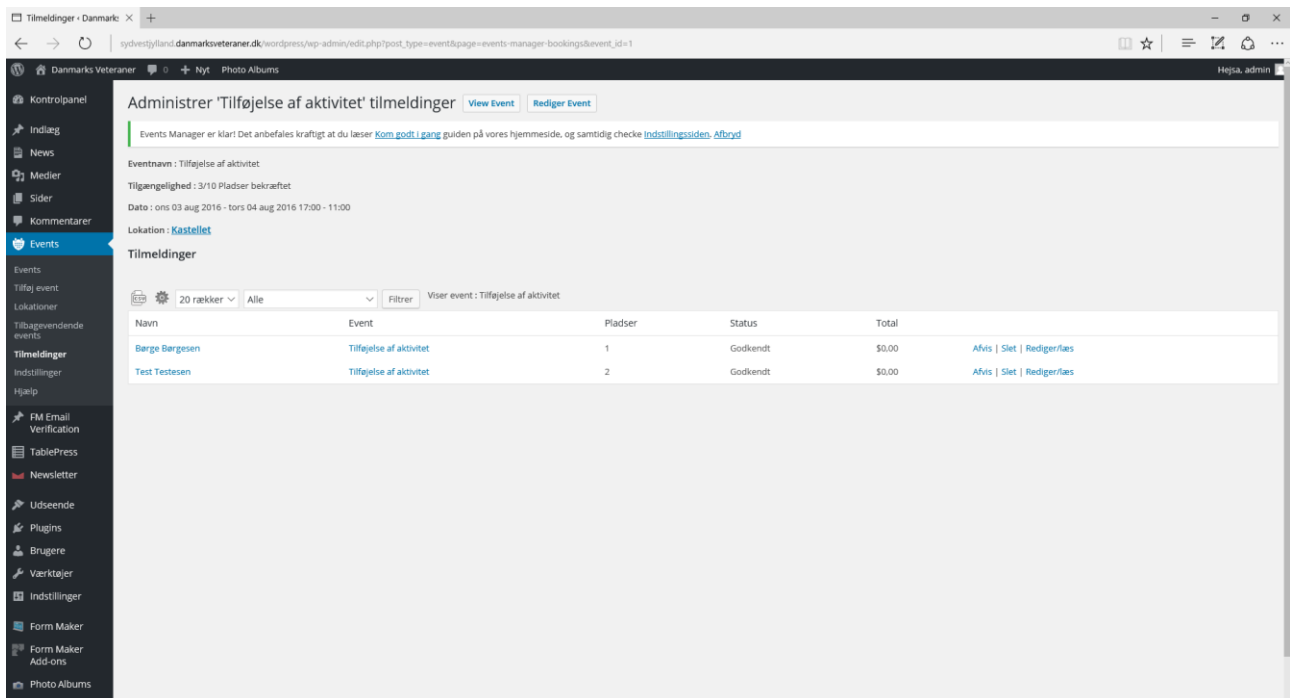 Tilmeldinger ‹ Danmark
sydvestjylland.danmarksveteraner.dk/wordpress/wp-admin/edit.php?post_type=event&page=events-manager-bookings&event_id=1
Danmarks Veteraner 0 + Nyt Photo Albums Hejsa, admin
Kontrolpanel
Indlæg
News
Medier
Sider
Kommentarer
Events
Events
Tilføj event
Lokationer
Tilbagevendende
events
Tilmeldinger
Indstillinger
Hjælp
FM Email
Verification
TablePress
Newsletter
Udseende
Plugins
Brugere
Værktøjer
Indstillinger
Form Maker
Form Maker
Add-ons
Photo Albums
Administrer 'Tilføjelse af aktivitet' tilmeldinger View Event Rediger Event
Events Manager er klar! Det anbefales kraftigt at du læser Kom godt i gang guiden på vores hjemmeside, og samtidig checke Indstillingssiden. Afbryd
Eventnavn : Tilføjelse af aktivitet
Tilgængelighed : 3/10 Pladser bekræftet
Dato : ons 03 aug 2016 - tors 04 aug 2016 17:00 - 11:00
Lokation : Kastellet
Tilmeldinger
20 rækker Alle Filtrer Viser event : Tilføjelse af aktivitet
Navn Event Pladser Status Total
Børge Børgesen Tilføjelse af aktivitet 1 Godkendt $0,00 Afvis | Slet | Rediger/læs
Test Testesen Tilføjelse af aktivitet 2 Godkendt $0,00 Afvis | Slet | Rediger/læs